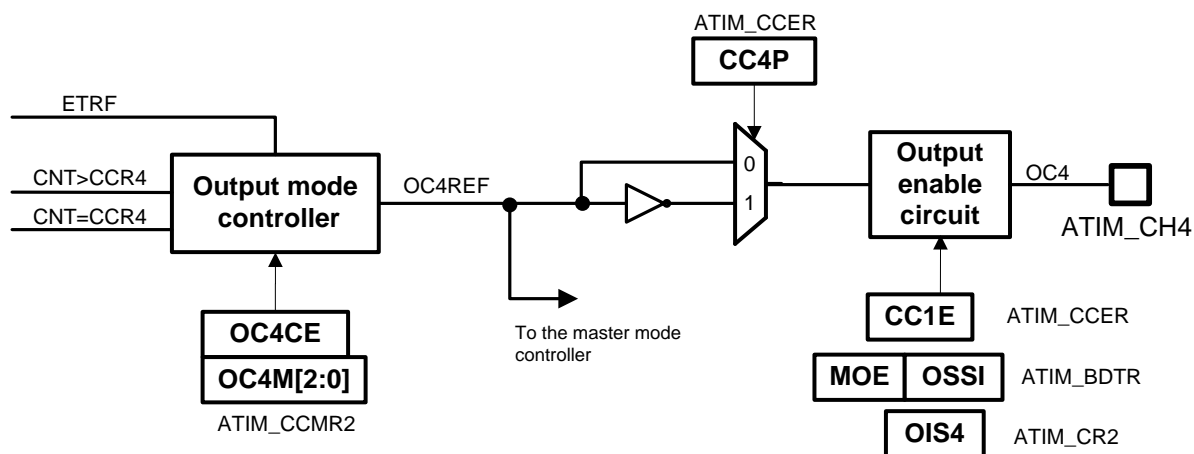 ATIM_CCER
CC4P
ETRF
CNT>CCR4
CNT=CCR4
Output mode
controller
OC4REF
0
1
Output
enable
circuit
OC4
ATIM_CH4
To the master mode
controller
OC4CE
OC4M[2:0]
ATIM_CCMR2
CC1E
ATIM_CCER
MOE
OSSI
ATIM_BDTR
OIS4
ATIM_CR2